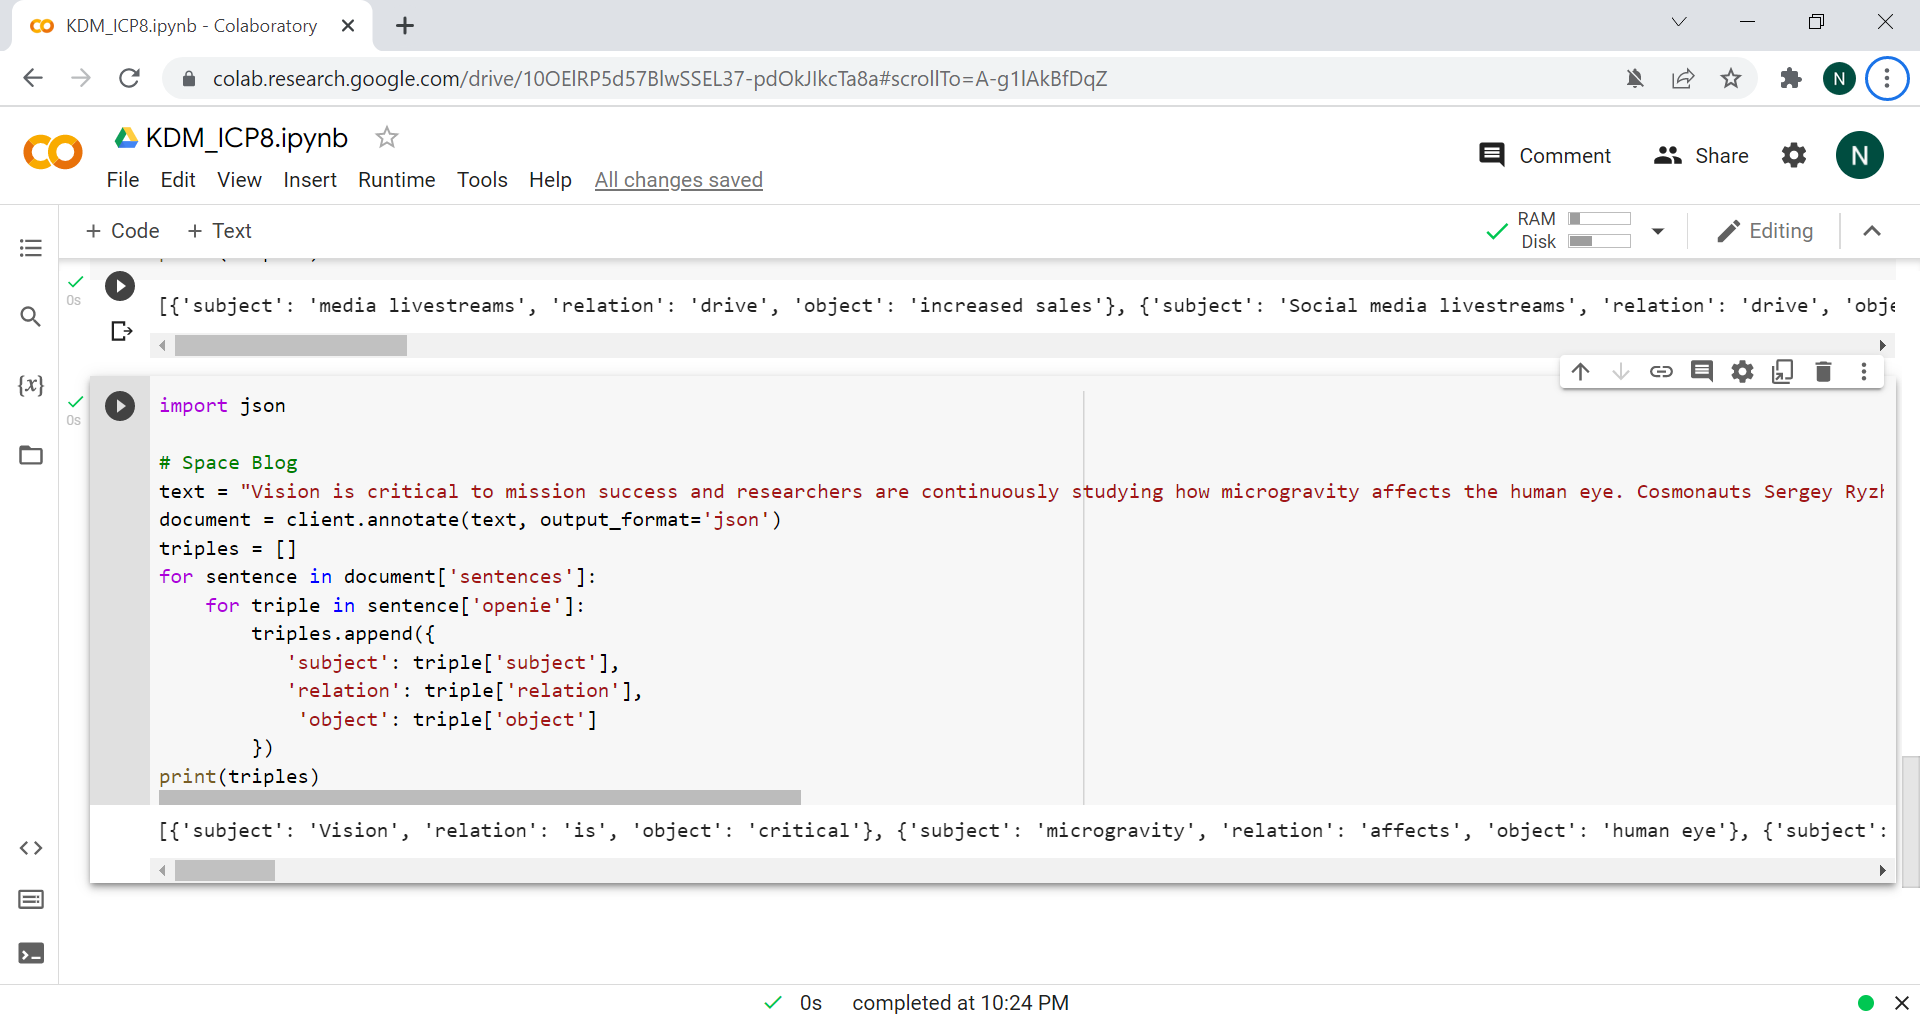 KDM_ICP8.ipynb - Colaboratory
colab.research.google.com/drive/10OElRP5d57BlwSSEL37-pdOkJIkcTa8a#scrollTo=A-g1lAkBfDqZ
N
KDM_ICP8.ipynb
Comment
Share
N
File Edit View Insert Runtime Tools Help All changes saved
+ Code + Text
RAM
Disk
Editing
0s
[{'subject': 'media livestreams', 'relation': 'drive', 'object': 'increased sales'}, {'subject': 'Social media livestreams', 'relation': 'drive', 'obje
{x}
0s
import json
# Space Blog
text = "Vision is critical to mission success and researchers are continuously studying how microgravity affects the human eye. Cosmonauts Sergey
document = client.annotate(text, output_format='json')
triples = []
for sentence in document['sentences']:
for triple in sentence['openie']:
triples.append({
'subject': triple['subject'],
'relation': triple['relation'],
'object': triple['object']
})
print(triples)
[{'subject': 'Vision', 'relation': 'is', 'object': 'critical'}, {'subject': 'microgravity', 'relation': 'affects', 'object': 'human eye'}, {'subject':
0s completed at 10:24 PM